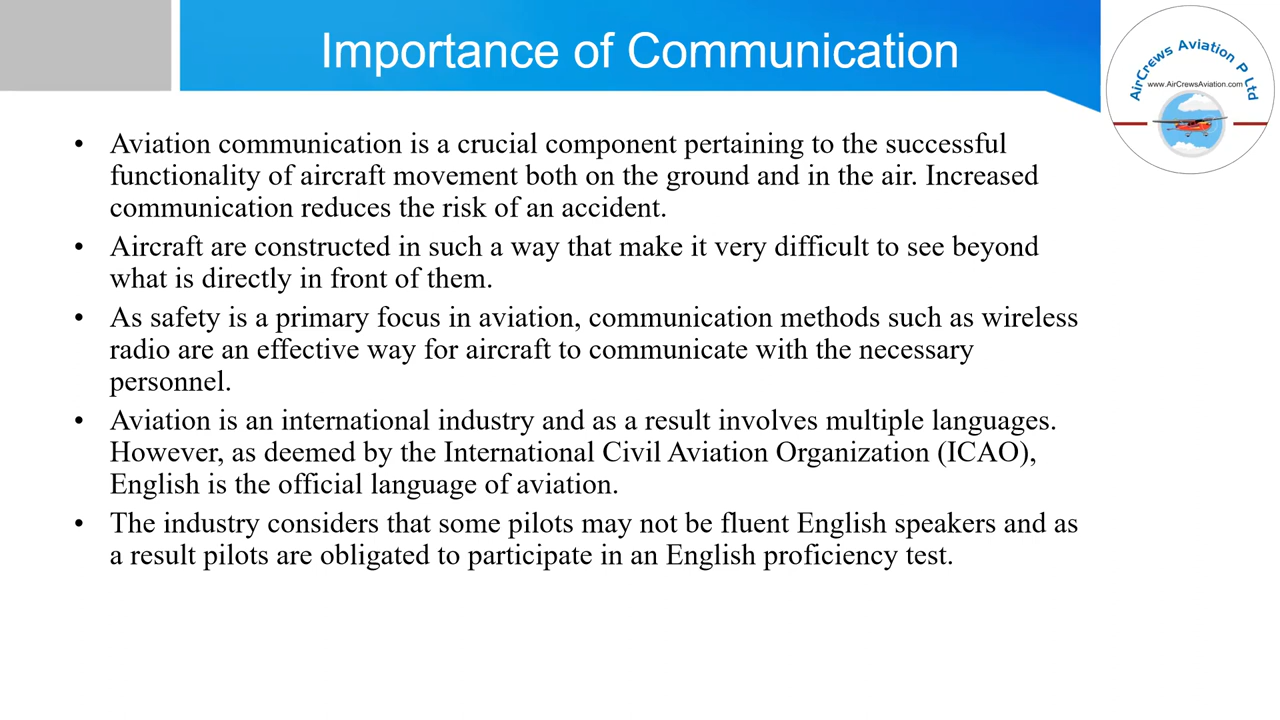 Importance of Communication
AirCrews Aviation P Ltd
www.AirCrewsAviation.com
• Aviation communication is a crucial component pertaining to the successful
functionality of aircraft movement both on the ground and in the air. Increased
communication reduces the risk of an accident.
• Aircraft are constructed in such a way that make it very difficult to see beyond
what is directly in front of them.
• As safety is a primary focus in aviation, communication methods such as wireless
radio are an effective way for aircraft to communicate with the necessary
personnel.
• Aviation is an international industry and as a result involves multiple languages.
However, as deemed by the International Civil Aviation Organization (ICAO),
English is the official language of aviation.
• The industry considers that some pilots may not be fluent English speakers and as
a result pilots are obligated to participate in an English proficiency test.